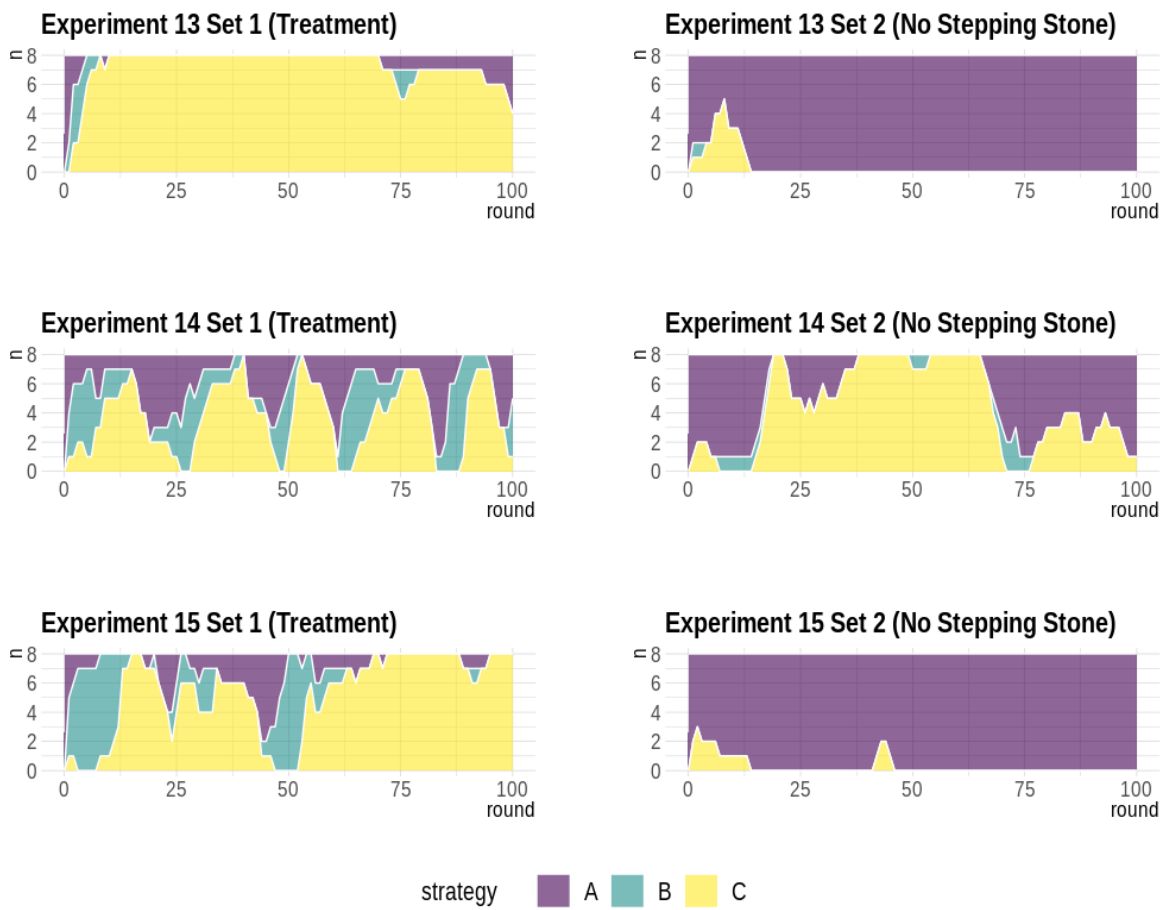 Experiment 13 Set 1 (Treatment)
n
8
6
4
2
0
0 25 50 75 100
round
Experiment 13 Set 2 (No Stepping Stone)
n
8
6
4
2
0
0 25 50 75 100
round
Experiment 14 Set 1 (Treatment)
n
8
6
4
2
0
0 25 50 75 100
round
Experiment 14 Set 2 (No Stepping Stone)
n
8
6
4
2
0
0 25 50 75 100
round
Experiment 15 Set 1 (Treatment)
n
8
6
4
2
0
0 25 50 75 100
round
Experiment 15 Set 2 (No Stepping Stone)
n
8
6
4
2
0
0 25 50 75 100
round
strategy A B C